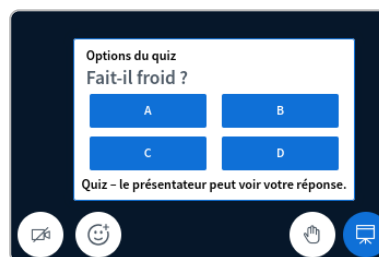 Options du quiz
Fait-il froid ?
A B
C D
Quiz – le présentateur peut voir votre réponse.